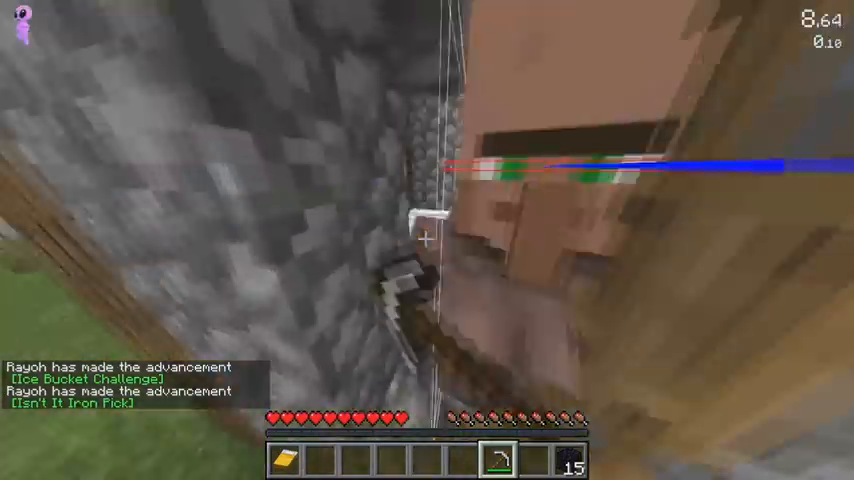 8.64
0.10
Rayoh has made the advancement
[Ice Bucket Challenge]
Rayoh has made the advancement
[Isn't It Iron Pick]
15